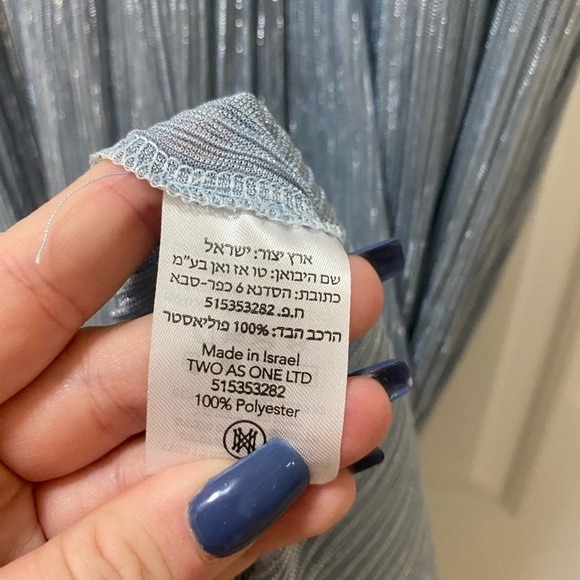 ארץ יצור: ישראל
שם היבואן: טו אז וואן בע"מ
כתובת: הסדנא 6 כפר-סבא
ח.פ. 515353282
הרכב הבד: 100% פוליאסטר
Made in Israel
TWO AS ONE LTD
515353282
100% Polyester